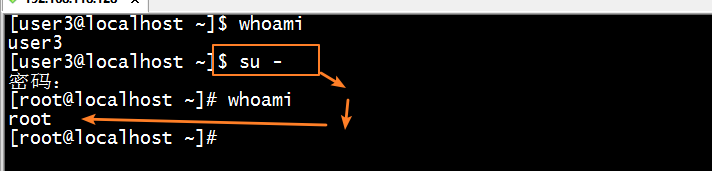 [user3@localhost ~]$ whoami
user3
[user3@localhost ~]$ su -
密码：
[root@localhost ~]# whoami
root
[root@localhost ~]#